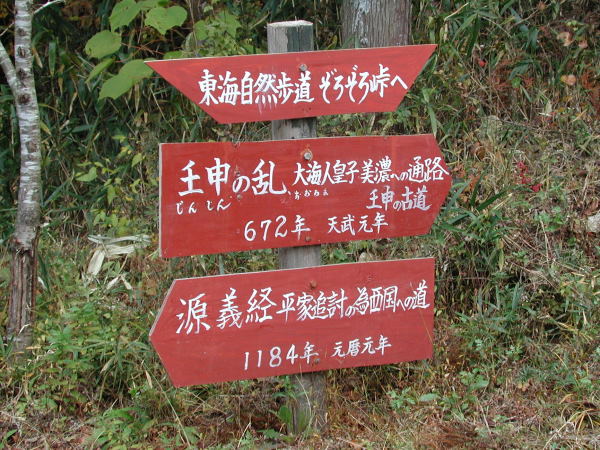 東海自然歩道 ぞろぞろ峠へ
壬申の乱、大海人皇子 美濃への通路
じんしん おおあま 壬申の古道
672年 天武元年
源義経 平家追討の為西国への道
1184年 元暦元年